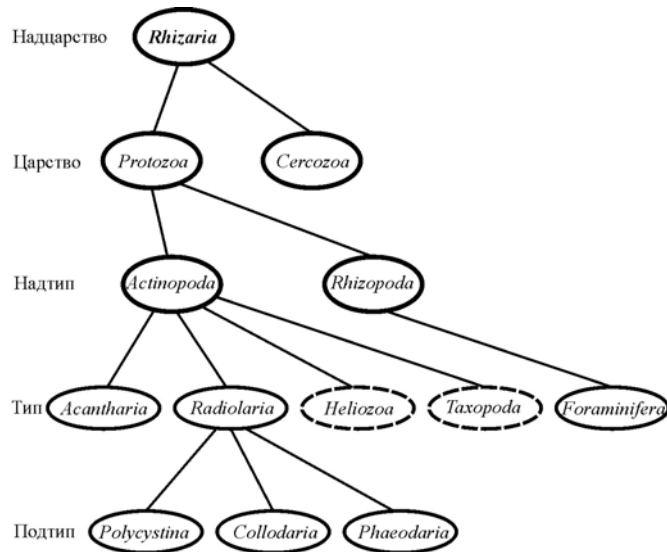 Надцарство Rhizaria
Царство Protozoa Cercozoa
Надтип Actinopoda Rhizopoda
Тип Acantharia Radiolaria Heliozoa Taxopoda Foraminifera
Подтип Polycystina Collodaria Phaeodaria